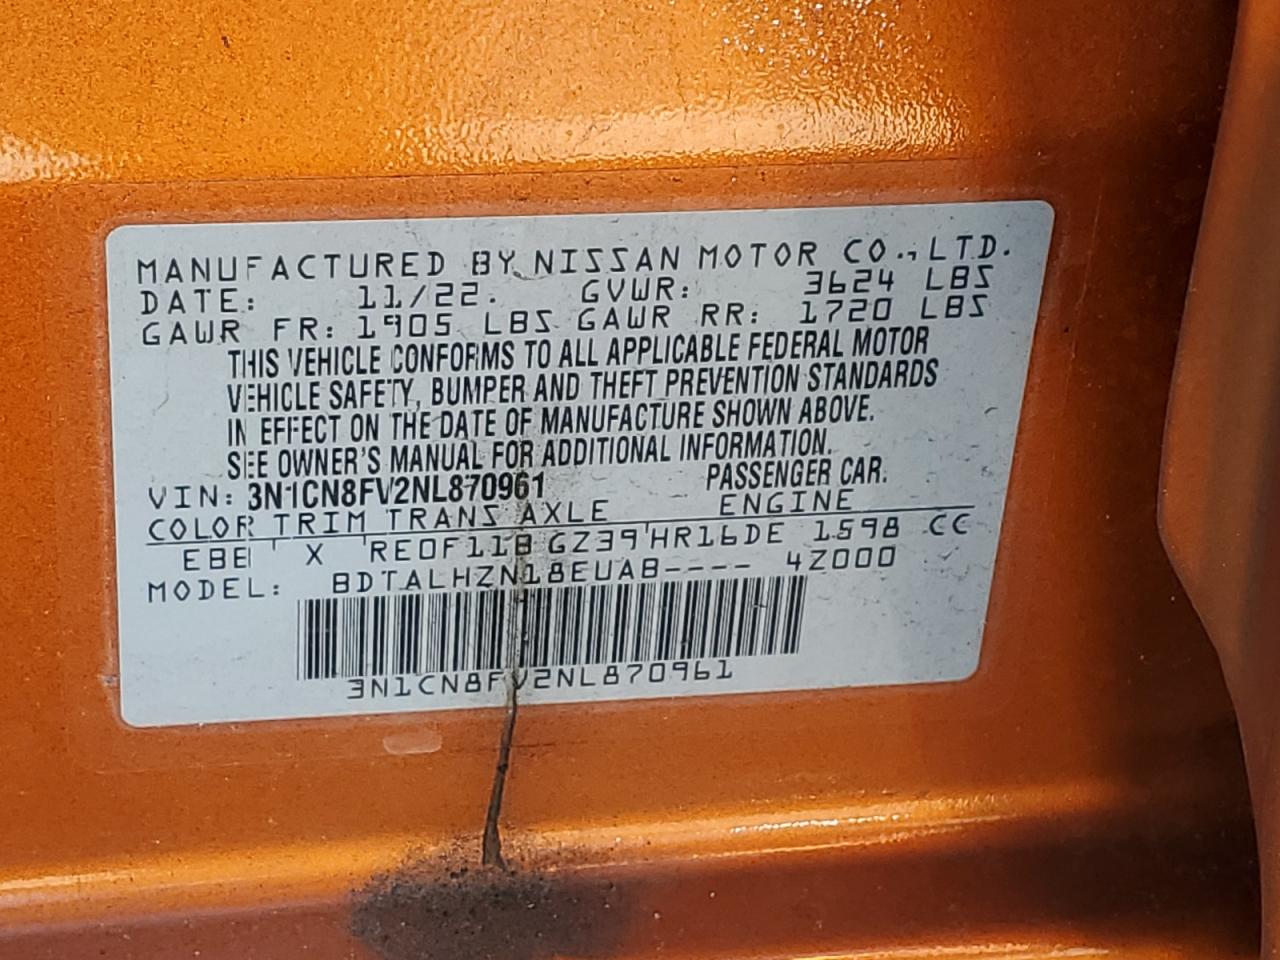 MANUFACTURED BY NISSAN MOTOR CO., LTD.
DATE: 11/22. GVWR: 3624 LBS
GAWR FR: 1905 LBS GAWR RR: 1720 LBS
THIS VEHICLE CONFORMS TO ALL APPLICABLE FEDERAL MOTOR
VEHICLE SAFETY, BUMPER AND THEFT PREVENTION STANDARDS
IN EFFECT ON THE DATE OF MANUFACTURE SHOWN ABOVE.
SEE OWNER'S MANUAL FOR ADDITIONAL INFORMATION.
VIN: 3N1CN8FV2NL870961 PASSENGER CAR.
COLOR TRIM TRANS AXLE ENGINE
EBE X RE0F11B GZ39 HR16DE 1598 CC
MODEL: BDTALHZN18EUAB---- 4Z000
3N1CN8FV2NL870961